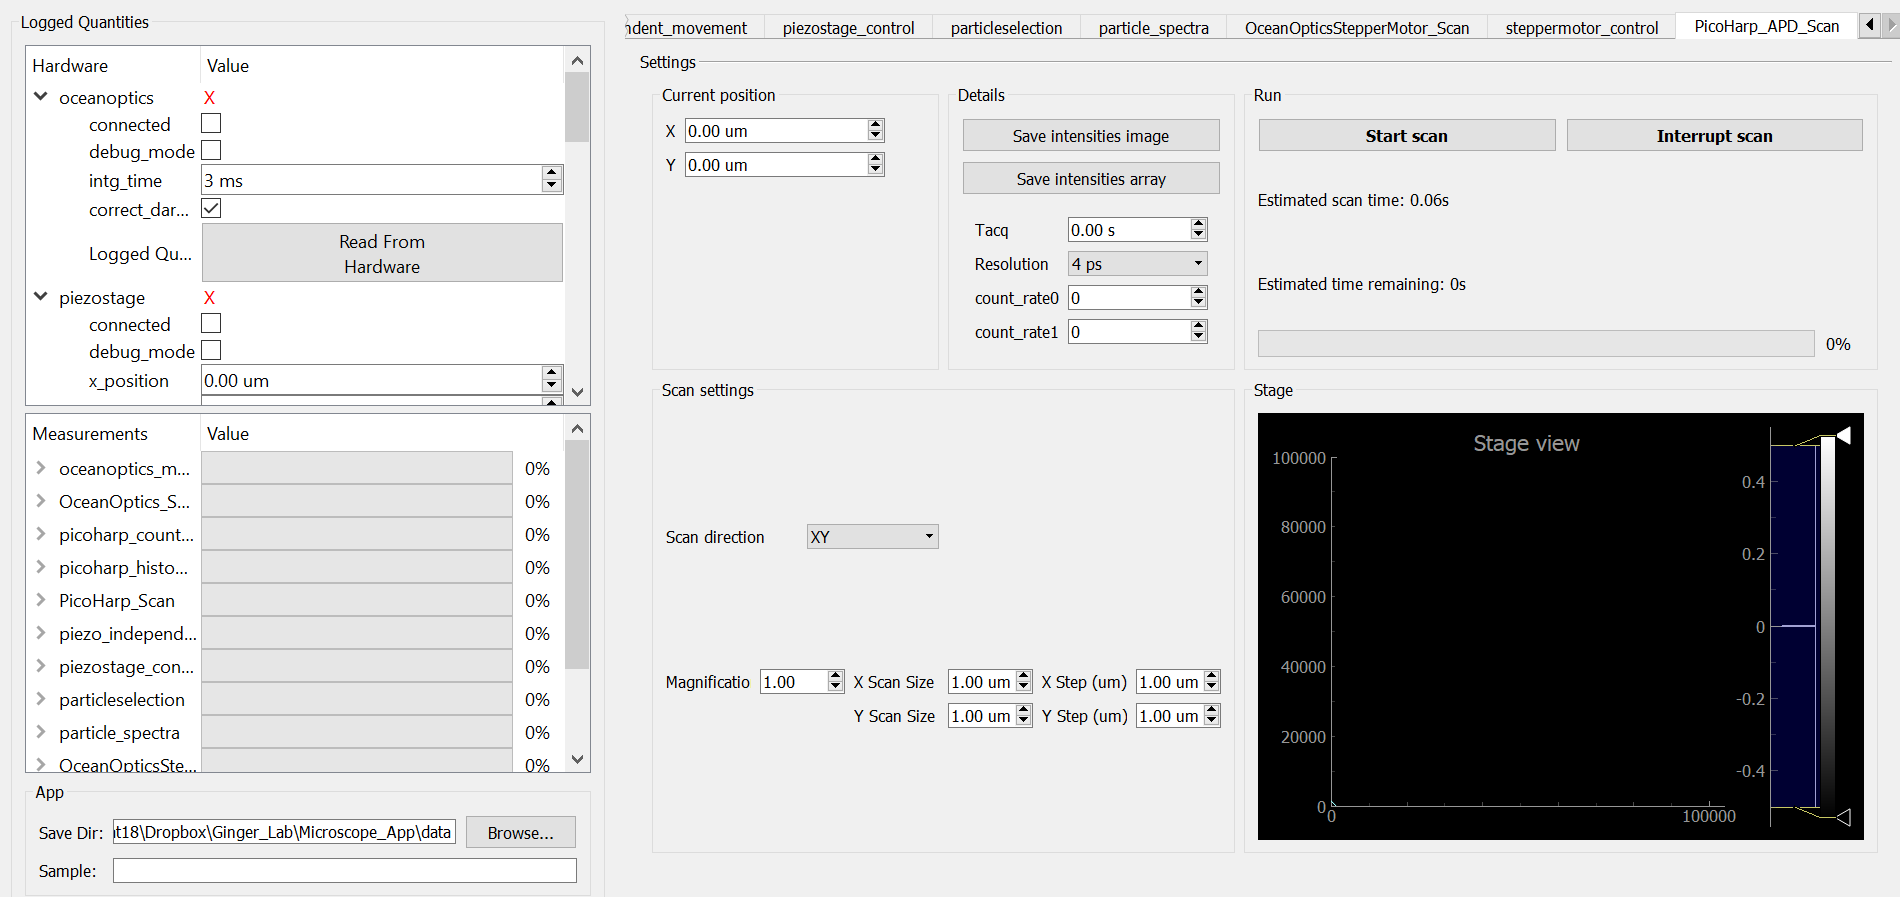 Logged Quantities
Hardware Value
oceanoptics X
connected
debug_mode
intg_time 3 ms
correct_dar...
Logged Qu... Read From
Hardware
piezostage X
connected
debug_mode
x_position 0.00 um
Measurements Value
oceanoptics_m... 0%
OceanOptics_S... 0%
picoharp_count... 0%
picoharp_histo... 0%
PicoHarp_Scan 0%
piezo_independ... 0%
piezostage_con... 0%
particleselection 0%
particle_spectra 0%
OceanOpticsSte... 0%
App
Save Dir: ıt18\Dropbox\Ginger_Lab\Microscope_App\data Browse...
Sample:
ndent_movement piezostage_control particleselection particle_spectra OceanOpticsStepperMotor_Scan steppermotor_control PicoHarp_APD_Scan
Settings
Current position
X 0.00 um
Y 0.00 um
Details
Save intensities image
Save intensities array
Tacq 0.00 s
Resolution 4 ps
count_rate0 0
count_rate1 0
Run
Start scan Interrupt scan
Estimated scan time: 0.06s
Estimated time remaining: 0s
0%
Scan settings
Scan direction XY
Magnificatio 1.00 X Scan Size 1.00 um X Step (um) 1.00 um
Y Scan Size 1.00 um Y Step (um) 1.00 um
Stage
Stage view
100000
80000
60000
40000
20000
0
0 100000
0.4
0.2
0
-0.2
-0.4